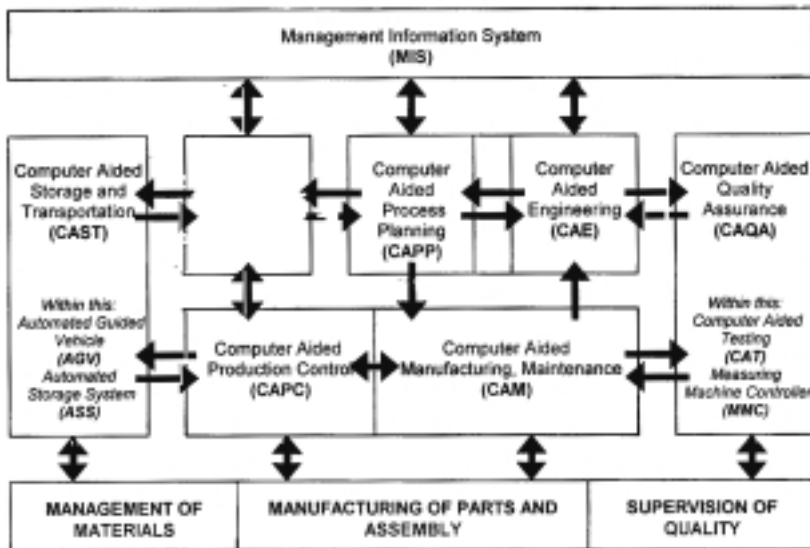 Management Information System
(MIS)
Computer Aided
Storage and
Transportation
(CAST)
Computer
Aided
Process
Planning
(CAPP)
Computer
Aided
Engineering
(CAE)
Computer Aided
Quality
Assurance
(CAQA)
Within this:
Automated Guided
Vehicle
(AGV)
Automated
Storage System
(ASS)
Computer Aided
Production Control
(CAPC)
Computer Aided
Manufacturing, Maintenance
(CAM)
Within this:
Computer Aided
Testing
(CAT)
Measuring
Machine Controller
(MMC)
MANAGEMENT OF
MATERIALS
MANUFACTURING OF PARTS AND
ASSEMBLY
SUPERVISION OF
QUALITY